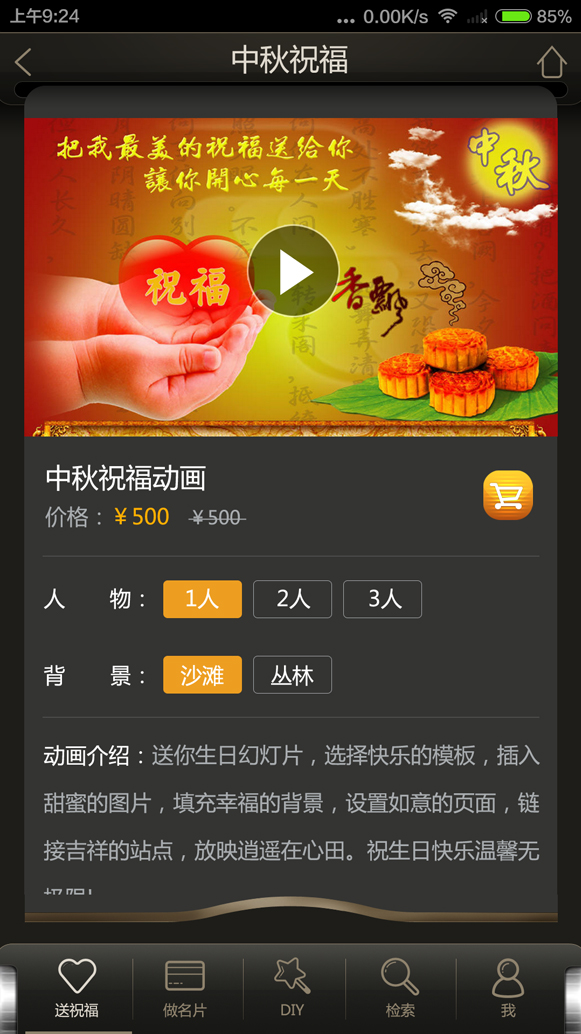 上午9:24
... 0.00K/s
85%
中秋祝福
把我最美的祝福送给你
讓你開心每一天
中秋
祝福
香飄
中秋祝福动画
价格：￥500 ￥500
人 物： 1人 2人 3人
背 景： 沙滩 丛林
动画介绍：送你生日幻灯片，选择快乐的模板，插入
甜蜜的图片，填充幸福的背景，设置如意的页面，链
接吉祥的站点，放映逍遥在心田。祝生日快乐温馨无
送祝福 做名片 DIY 检索 我